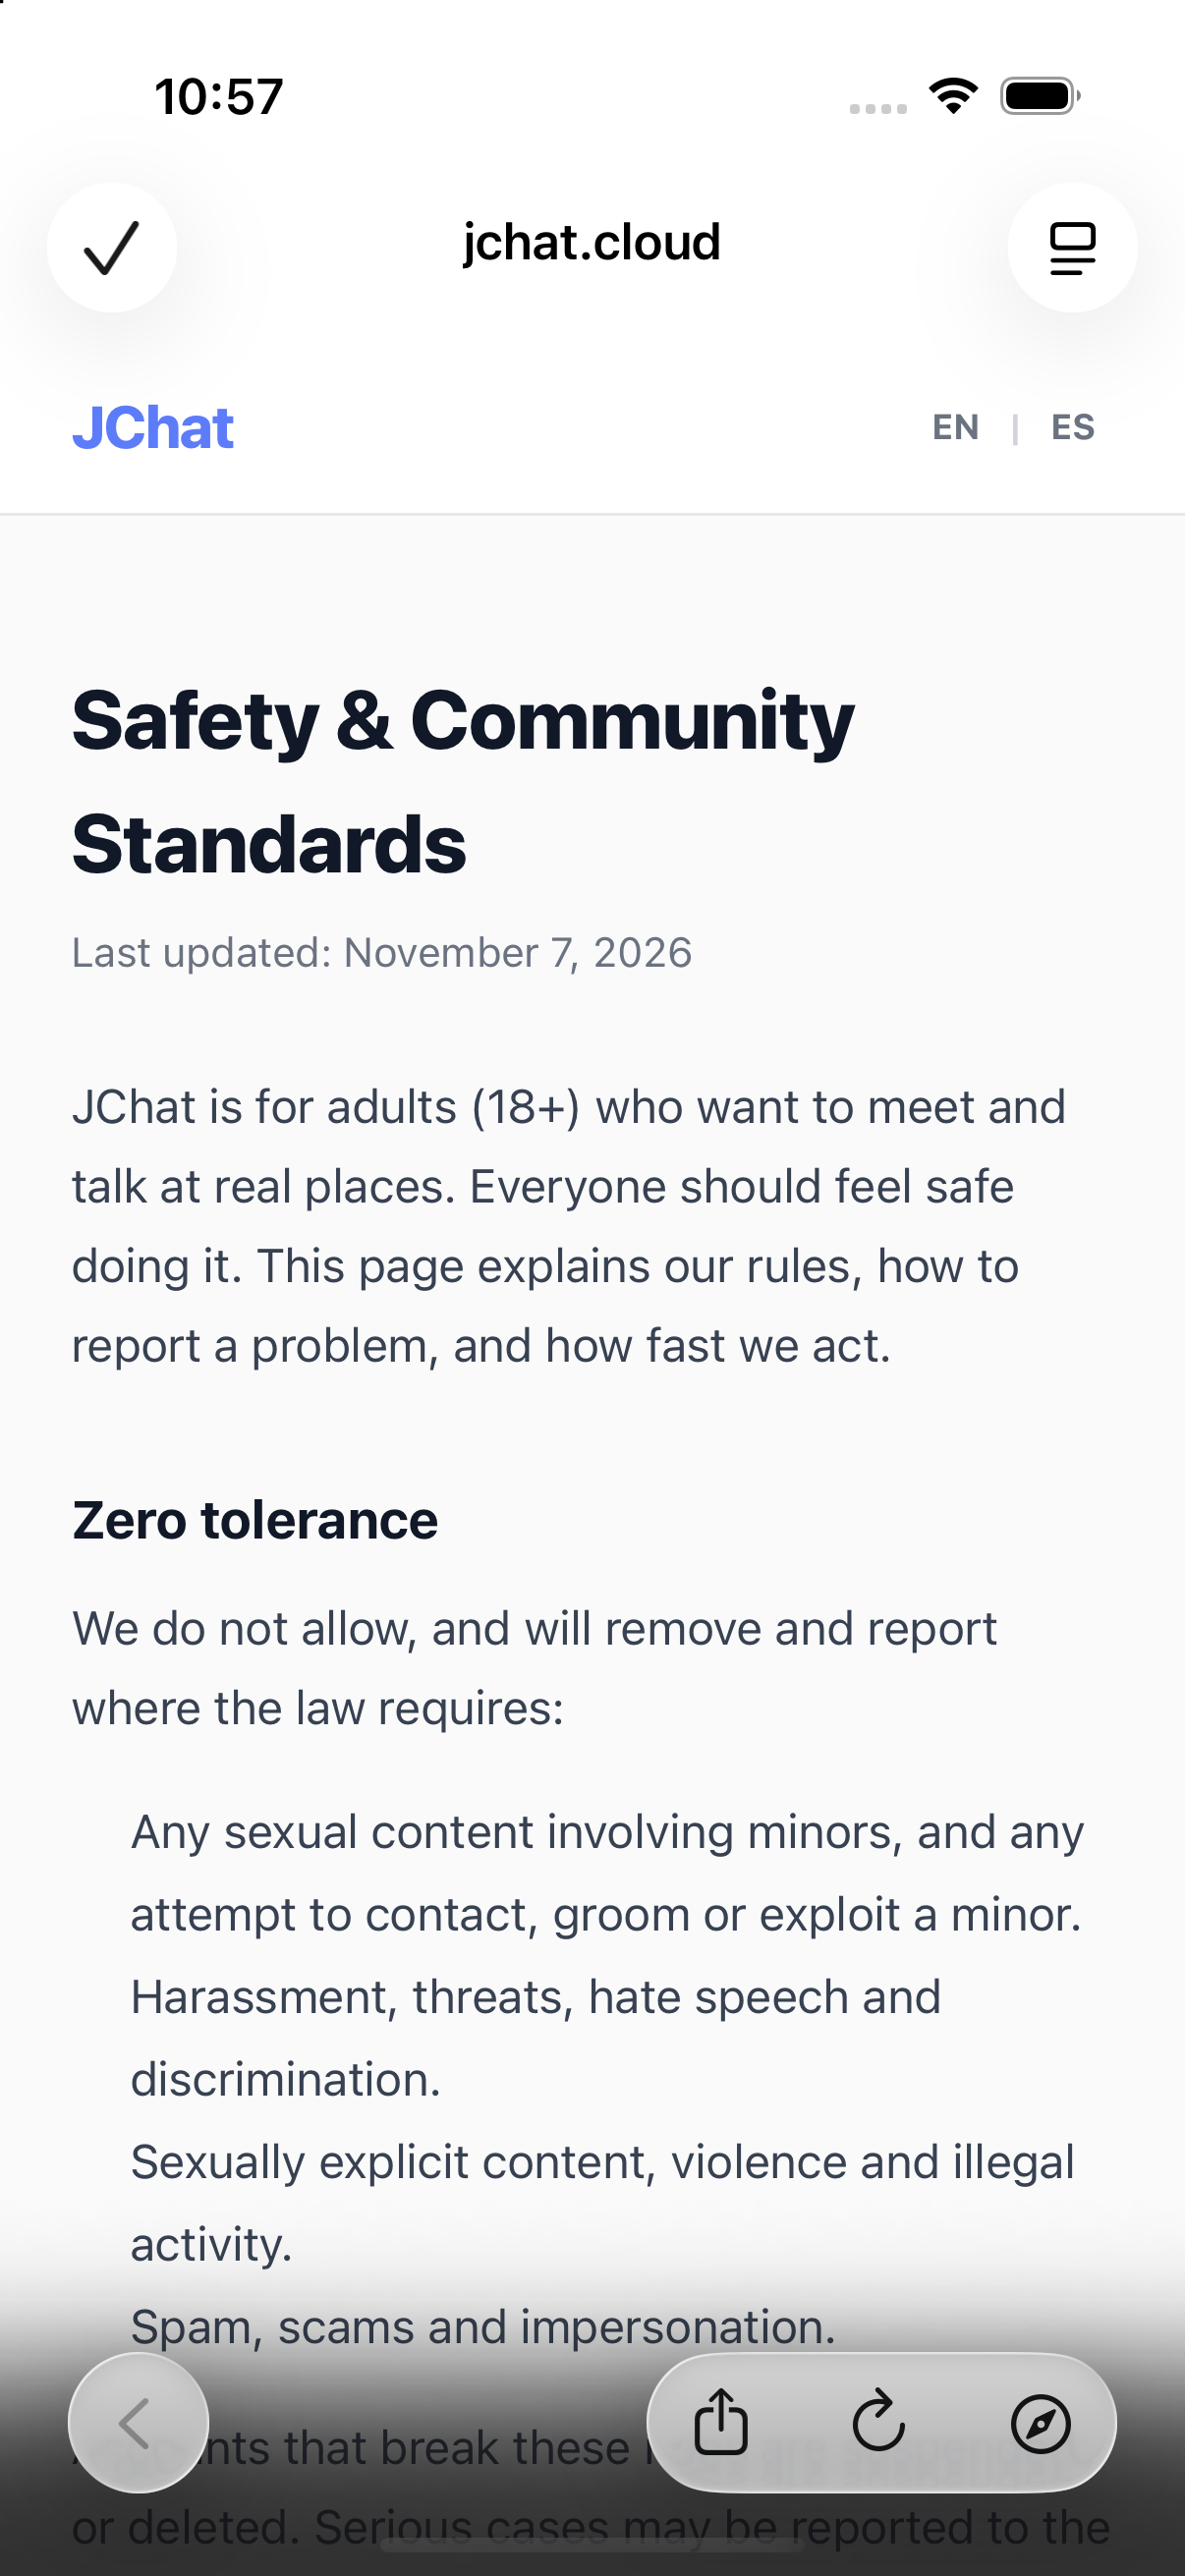 10:57
jchat.cloud
JChat
EN | ES
Safety & Community
Standards
Last updated: November 7, 2026
JChat is for adults (18+) who want to meet and
talk at real places. Everyone should feel safe
doing it. This page explains our rules, how to
report a problem, and how fast we act.
Zero tolerance
We do not allow, and will remove and report
where the law requires:
Any sexual content involving minors, and any
attempt to contact, groom or exploit a minor.
Harassment, threats, hate speech and
discrimination.
Sexually explicit content, violence and illegal
activity.
Spam, scams and impersonation.
that break these
or deleted. Serious cases may be reported to the